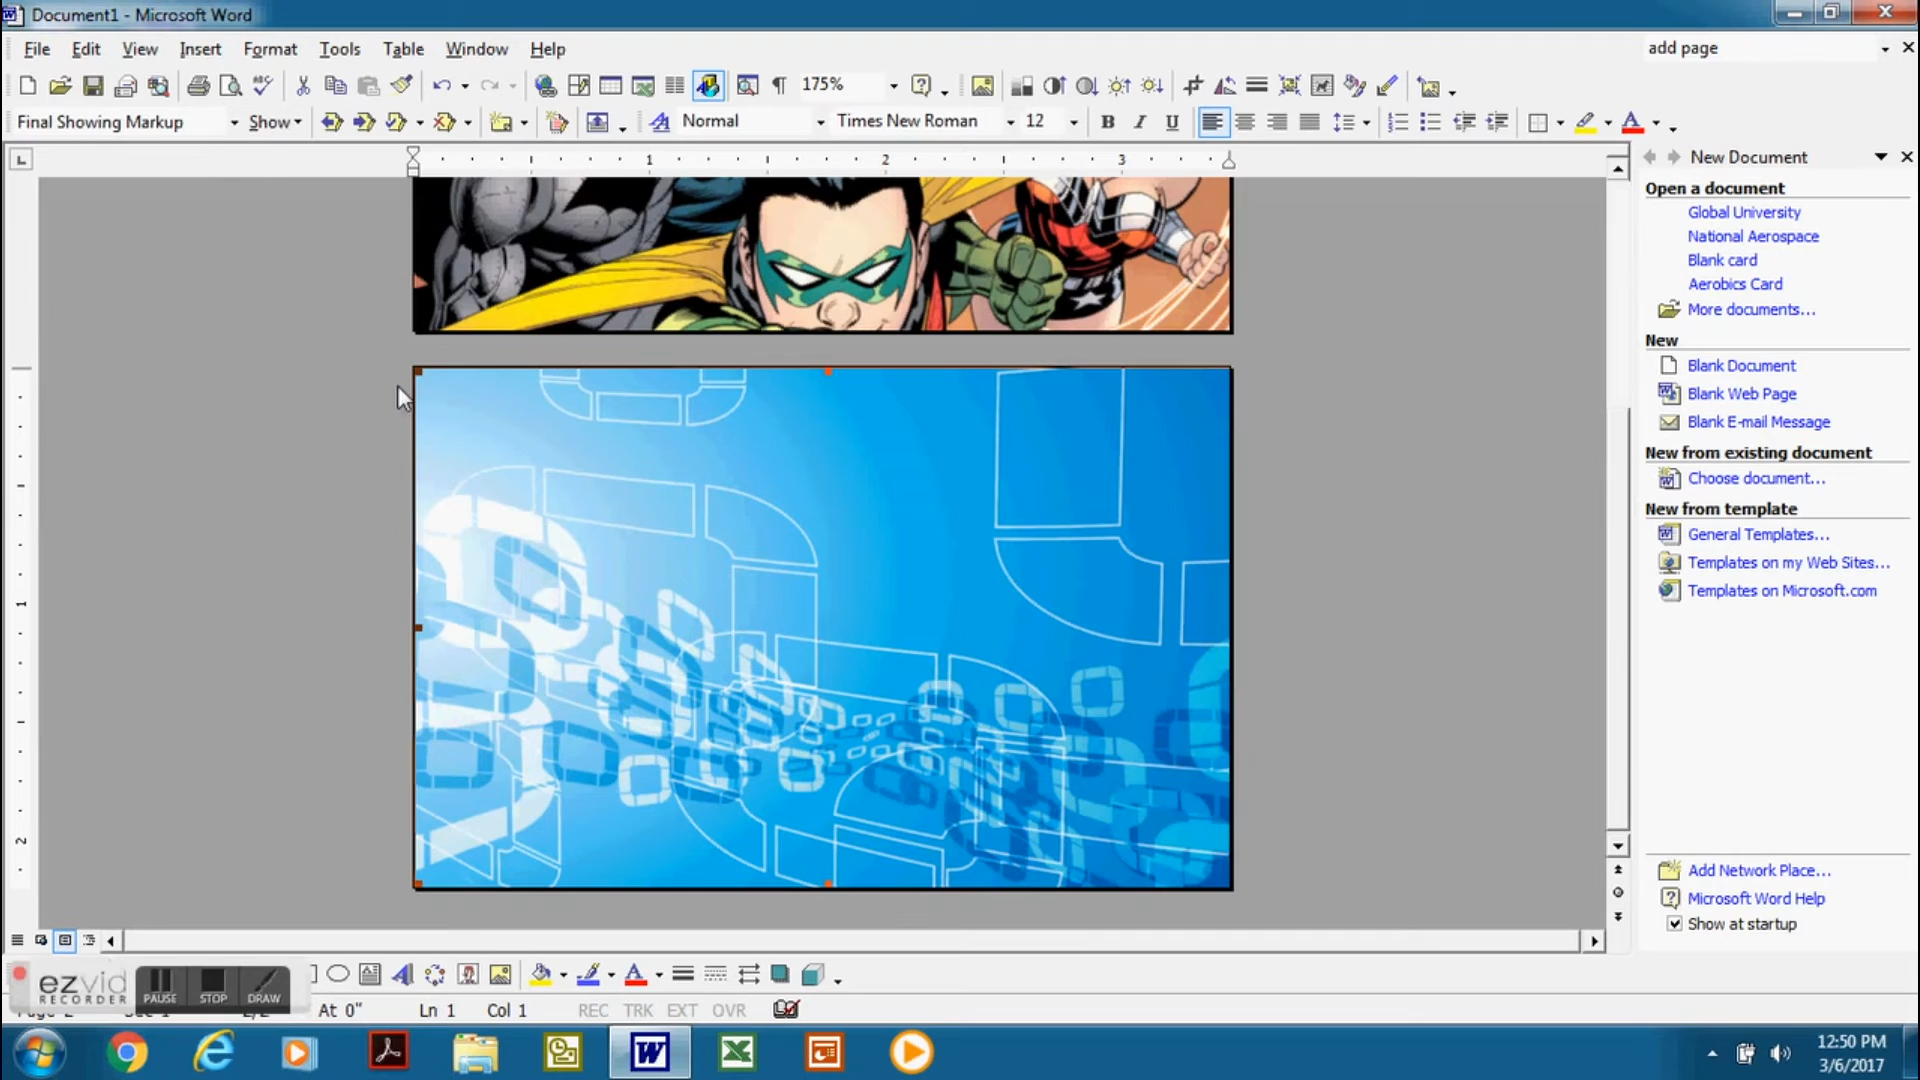 Document1 - Microsoft Word
File Edit View Insert Format Tools Table Window Help
add page
175%
Final Showing Markup Show Normal Times New Roman 12 B I U A
1 2 3
New Document
Open a document
Global University
National Aerospace
Blank card
Aerobics Card
More documents...
New
Blank Document
Blank Web Page
Blank E-mail Message
New from existing document
Choose document...
New from template
General Templates...
Templates on my Web Sites...
Templates on Microsoft.com
1
2
Add Network Place...
Microsoft Word Help
Show at startup
ezvid
RECORDER
PAUSE STOP DRAW
At 0" Ln 1 Col 1 REC TRK EXT OVR
12:50 PM
3/6/2017